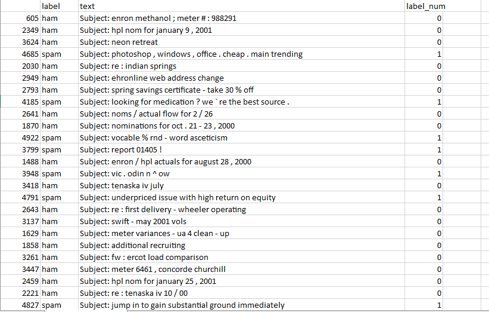 label text label_num
605 ham Subject: enron methanol ; meter # : 988291 0
2349 ham Subject: hpl nom for january 9 , 2001 0
3624 ham Subject: neon retreat 0
4685 spam Subject: photoshop , windows , office . cheap . main trending 1
2030 ham Subject: re : indian springs 0
2949 ham Subject: ehronline web address change 0
2793 ham Subject: spring savings certificate - take 30 % off 0
4185 spam Subject: looking for medication ? we ` re the best source . 1
2641 ham Subject: noms / actual flow for 2 / 26 0
1870 ham Subject: nominations for oct . 21 - 23 , 2000 0
4922 spam Subject: vocable % rnd - word asceticism 1
3799 spam Subject: report 01405 ! 1
1488 ham Subject: enron / hpl actuals for august 28 , 2000 0
3948 spam Subject: vic . odin n ^ ow 1
3418 ham Subject: tenaska iv july 0
4791 spam Subject: underpriced issue with high return on equity 1
2643 ham Subject: re : first delivery - wheeler operating 0
3137 ham Subject: swift - may 2001 vols 0
1629 ham Subject: meter variances - ua 4 clean - up 0
1858 ham Subject: additional recruiting 0
3261 ham Subject: fw : ercot load comparison 0
3447 ham Subject: meter 6461 , concorde churchill 0
2459 ham Subject: hpl nom for january 25 , 2001 0
2221 ham Subject: re : tenaska iv 10 / 00 0
4827 spam Subject: jump in to gain substantial ground immediately 1